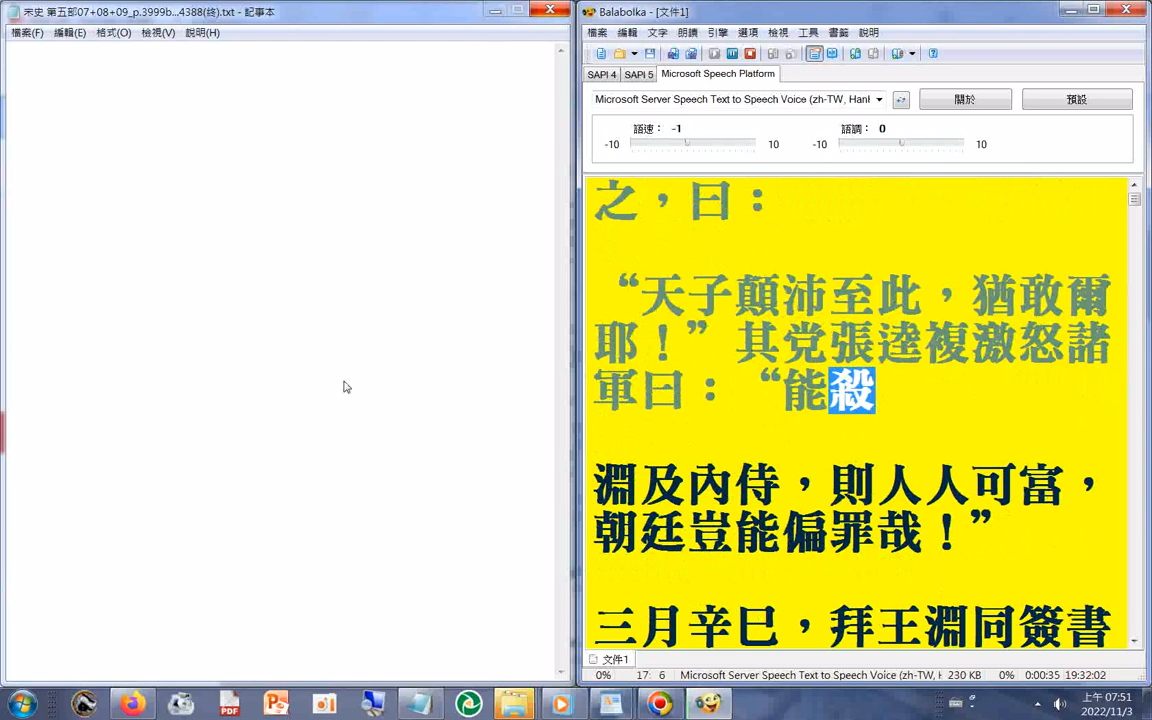 宋史 第五部07+08+09_p.3999b...4388(终).txt - 記事本
檔案(F) 編輯(E) 格式(O) 檢視(V) 說明(H)
Balabolka - [文件1]
檔案 編輯 文字 朗讀 引擎 選項 檢視 工具 書籤 說明
SAPI 4 SAPI 5 Microsoft Speech Platform
Microsoft Server Speech Text to Speech Voice (zh-TW, Hanl
關於
預設
語速： -1
語調： 0
-10 10 -10 10
之，曰：
“天子顛沛至此，猶敢爾
耶！”其党張逵複激怒諸
軍曰：“能殺
淵及內侍，則人人可富，
朝廷豈能偏罪哉！”
三月辛巳，拜王淵同簽書
文件1
0% 17: 6 Microsoft Server Speech Text to Speech Voice (zh-TW, H 230 KB 0% 0:00:35 19:32:02
PDF
上午 07:51
2022/11/3